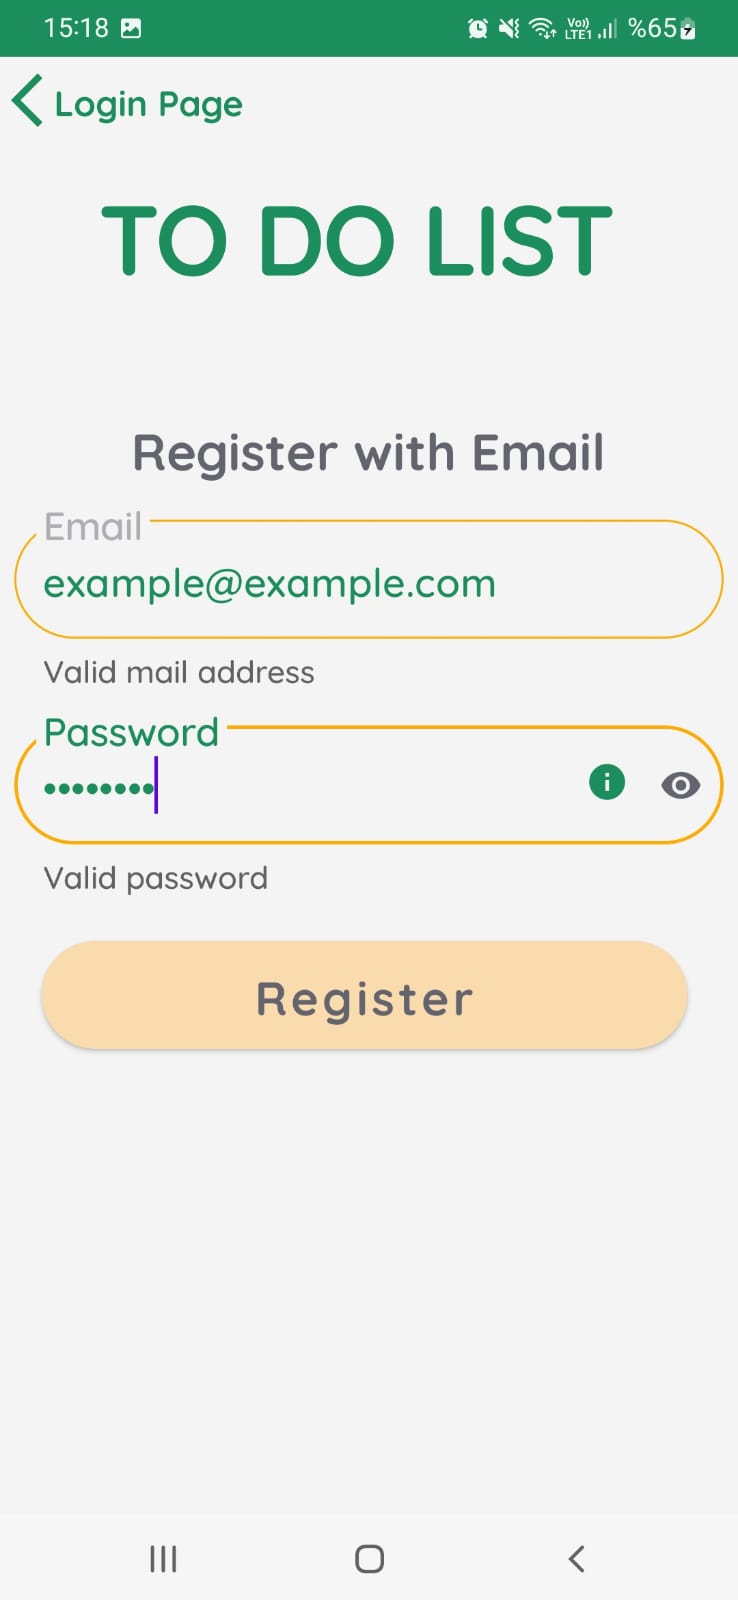 15:18 Vo)) LTE1 %65
Login Page
TO DO LIST
Register with Email
Email
example@example.com
Valid mail address
Password
••••••••
Valid password
Register